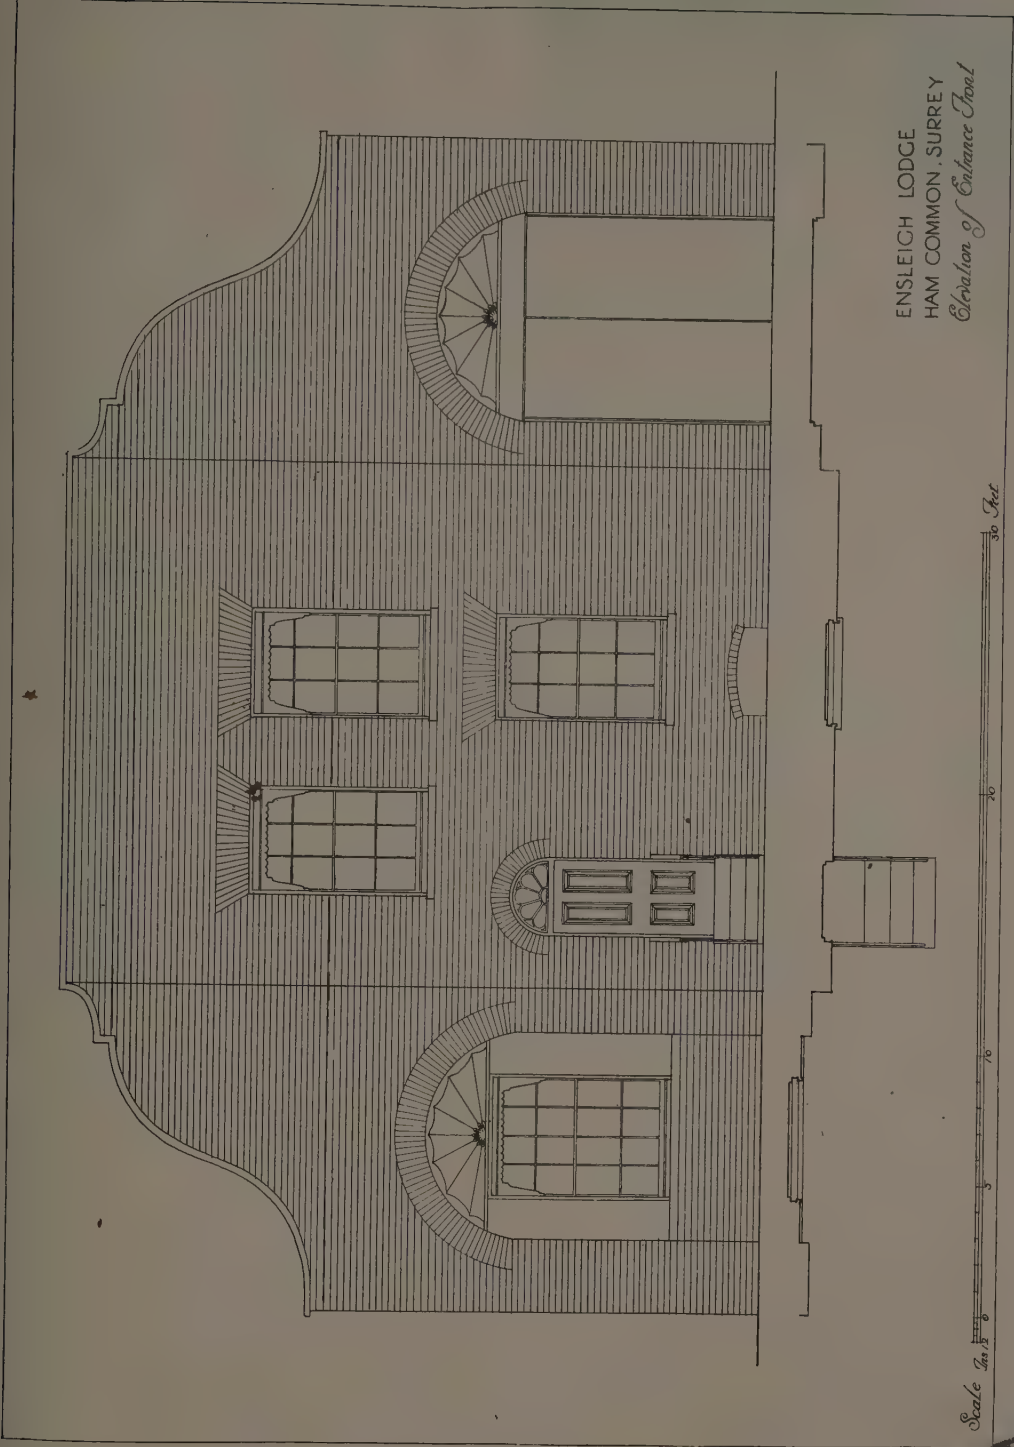 ENSLEIGH LODGE
HAM COMMON, SURREY
Elevation of Entrance Front
Scale Ins 12 0 5 10 20 30 Feet